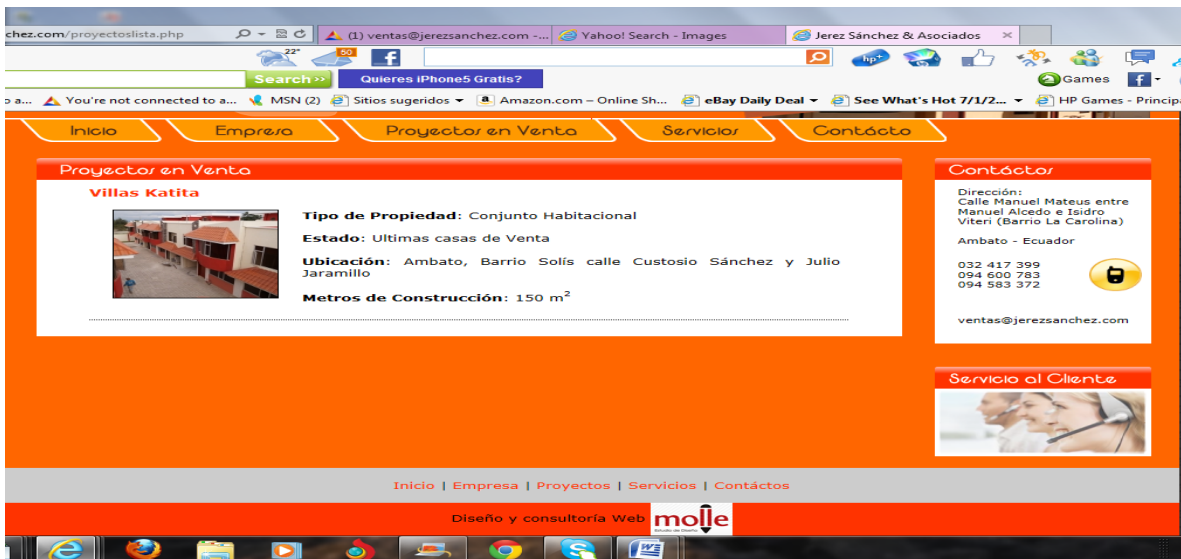 chez.com/proyectoslista.php
(1) ventas@jerezsanchez.com -...
Yahoo! Search - Images
Jerez Sánchez & Asociados
22°
50
hp+
Search »
Quieres iPhone5 Gratis?
Games
a...
You're not connected to a...
MSN (2)
Sitios sugeridos
Amazon.com – Online Sh...
eBay Daily Deal
See What's Hot 7/1/2...
HP Games - Princip
Inicio
Empresa
Proyectos en Venta
Servicios
Contácto
Proyectos en Venta
Villas Katita
Tipo de Propiedad: Conjunto Habitacional
Estado: Ultimas casas de Venta
Ubicación: Ambato, Barrio Solís calle Custosio Sánchez y Julio
Jaramillo
Metros de Construcción: 150 m²
Contáctos
Dirección:
Calle Manuel Mateus entre
Manuel Alcedo e Isidro
Viteri (Barrio La Carolina)
Ambato - Ecuador
032 417 399
094 600 783
094 583 372
ventas@jerezsanchez.com
Servicio al Cliente
Inicio | Empresa | Proyectos | Servicios | Contáctos
Diseño y consultoría Web molle